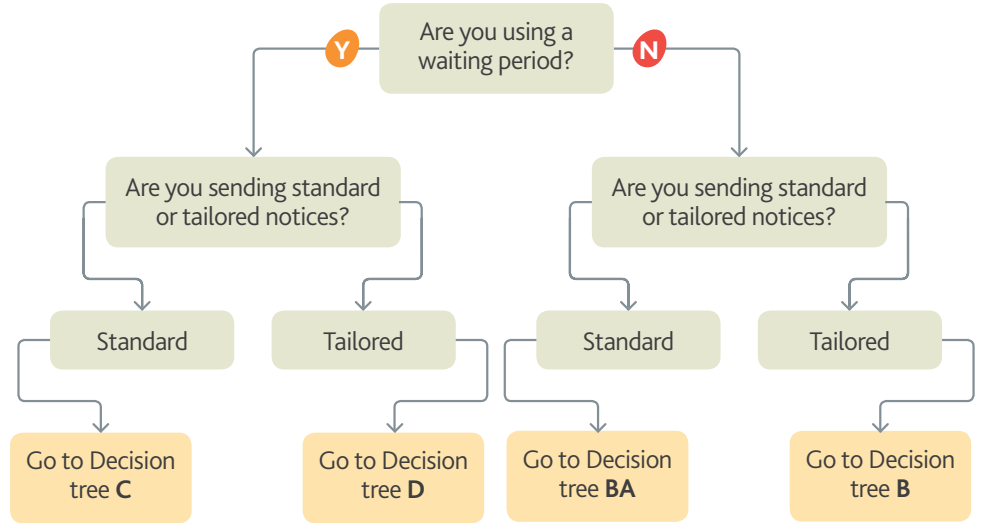 Are you using a
waiting period?
Y
N
Are you sending standard
or tailored notices?
Are you sending standard
or tailored notices?
Standard
Tailored
Standard
Tailored
Go to Decision
tree C
Go to Decision
tree D
Go to Decision
tree BA
Go to Decision
tree B